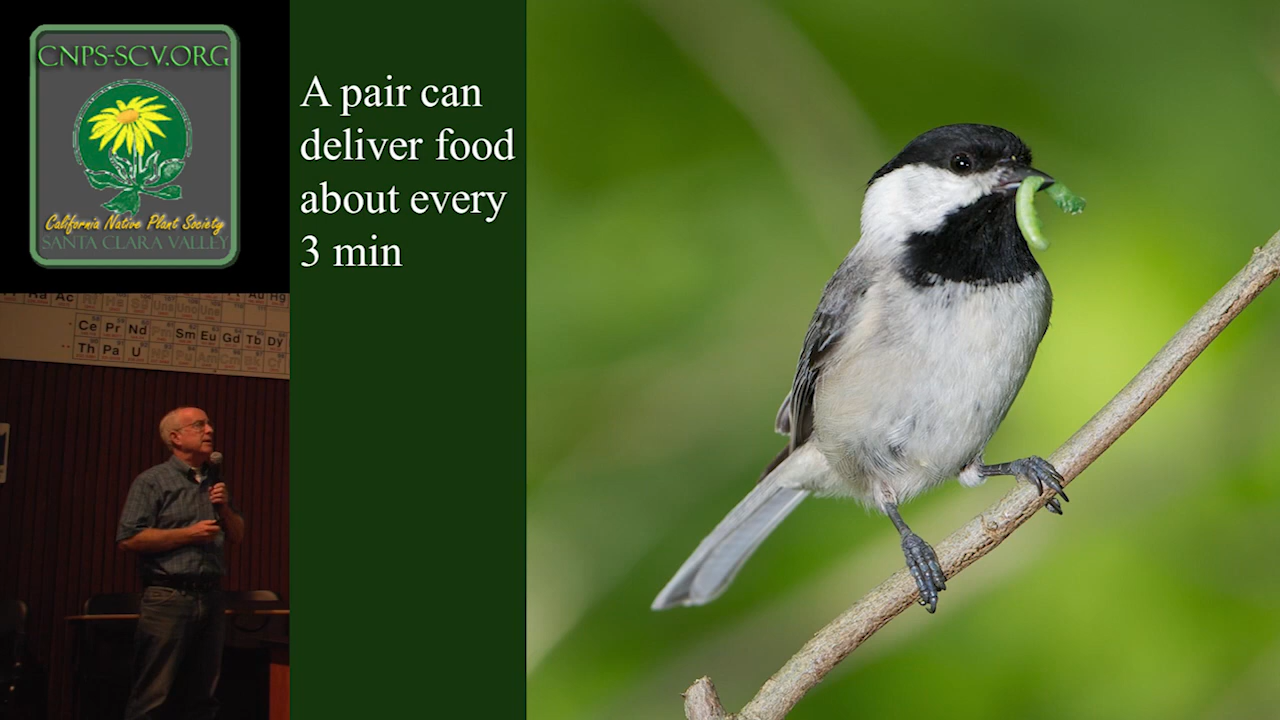 CNPS-SCV.ORG
California Native Plant Society
SANTA CLARA VALLEY
A pair can
deliver food
about every
3 min
Ac
Ce Pr Nd Sm Eu Gd Tb Dy
Th Pa U